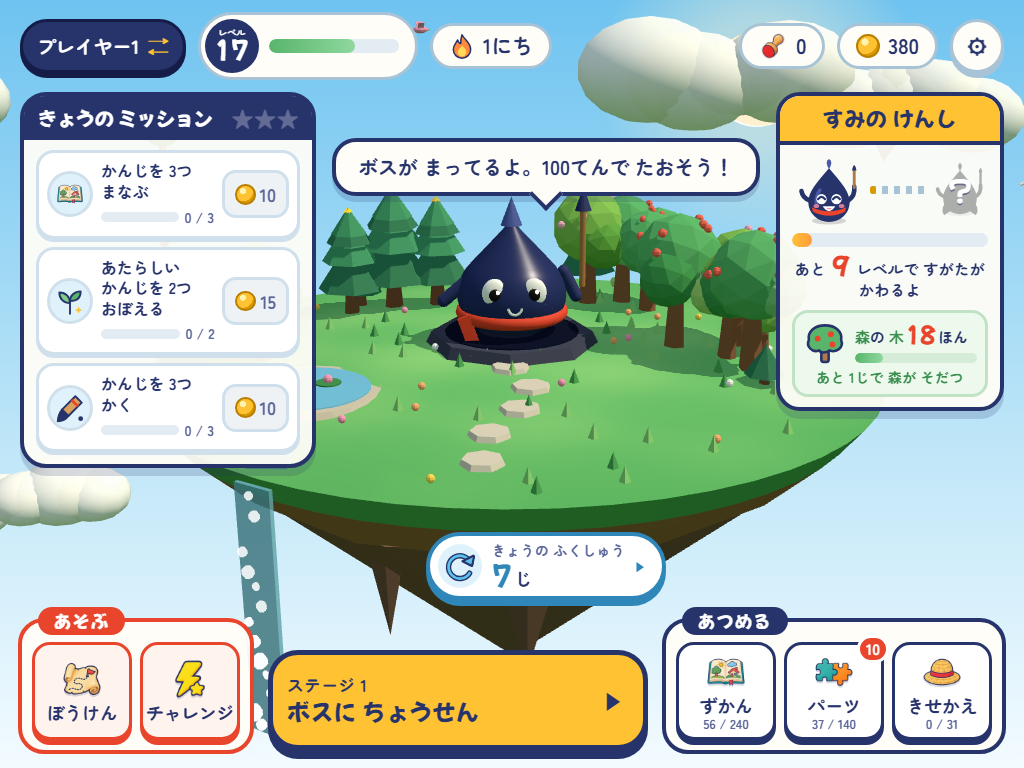 プレイヤー1
レベル
17
1にち
0
380
きょうの ミッション
かんじを 3つ
まなぶ
0 / 3
10
あたらしい
かんじを 2つ
おぼえる
0 / 2
15
かんじを 3つ
かく
0 / 3
10
ボスが まってるよ。100てんで たおそう！
すみの けんし
?
あと 9 レベルで すがたが
かわるよ
森の 木 18 ほん
あと 1じで 森が そだつ
きょうの ふくしゅう
7 じ
あそぶ
ぼうけん
チャレンジ
ステージ 1
ボスに ちょうせん
あつめる
ずかん
56 / 240
10
パーツ
37 / 140
きせかえ
0 / 31